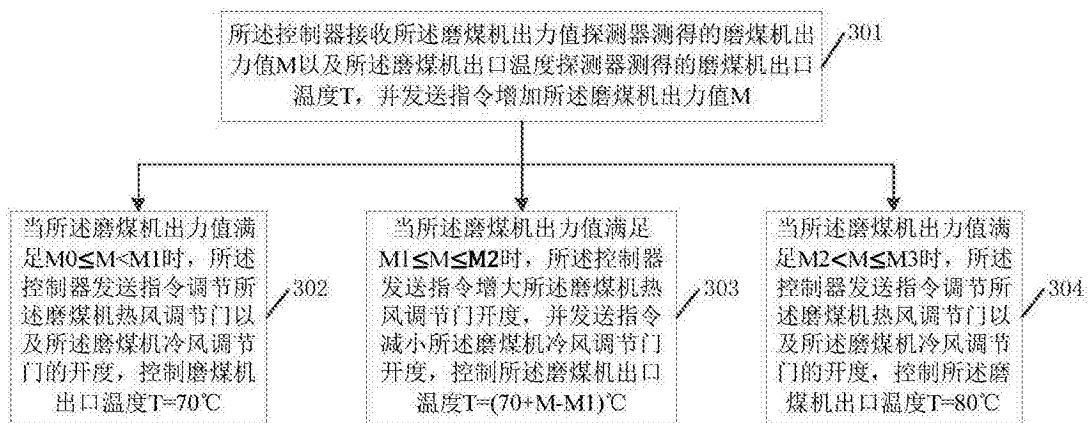 所述控制器接收所述磨煤机出力值探测器测得的磨煤机出
力值M以及所述磨煤机出口温度探测器测得的磨煤机出口
温度T，并发送指令增加所述磨煤机出力值M
301
当所述磨煤机出力值满
足M0≤M<M1时，所述
控制器发送指令调节所
述磨煤机热风调节门以
及所述磨煤机冷风调节
门的开度，控制磨煤机
出口温度T=70℃
302
当所述磨煤机出力值满足
M1≤M≤M2时，所述控制器
发送指令增大所述磨煤机热
风调节门开度，并发送指令
减小所述磨煤机冷风调节门
开度，控制所述磨煤机出口
温度T=(70+M-M1)℃
303
当所述磨煤机出力值满
足M2<M≤M3时，所述
控制器发送指令调节所
述磨煤机热风调节门以
及所述磨煤机冷风调节
门的开度，控制所述磨
煤机出口温度T=80℃
304